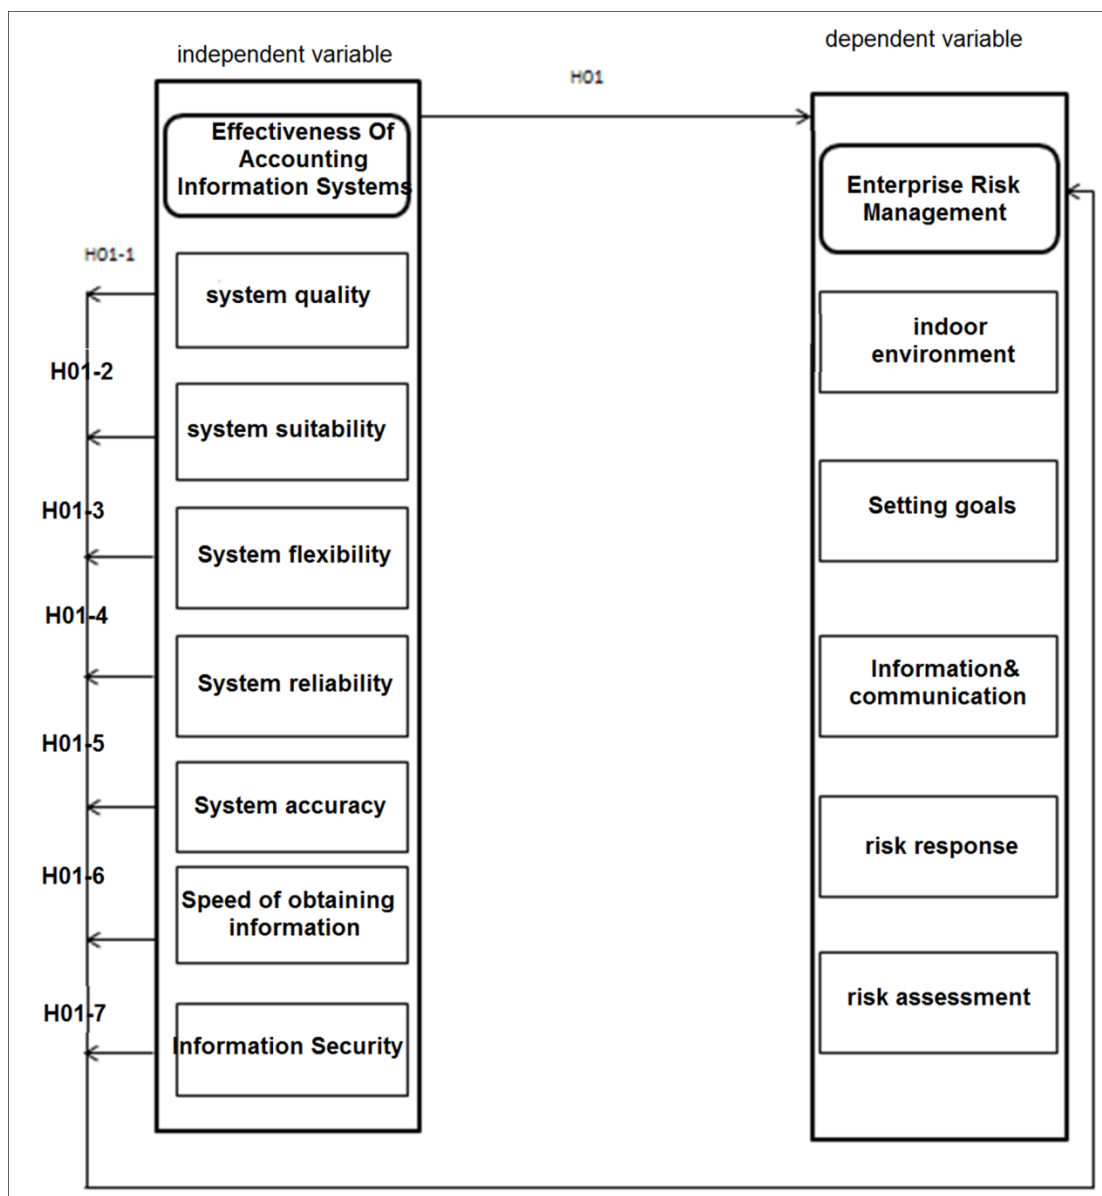 independent variable
dependent variable
H01
Effectiveness Of
Accounting
Information Systems
Enterprise Risk
Management
H01-1
system quality
indoor
environment
H01-2
system suitability
H01-3
Setting goals
System flexibility
H01-4
System reliability
Information&
communication
H01-5
System accuracy
risk response
H01-6
Speed of obtaining
information
risk assessment
H01-7
Information Security